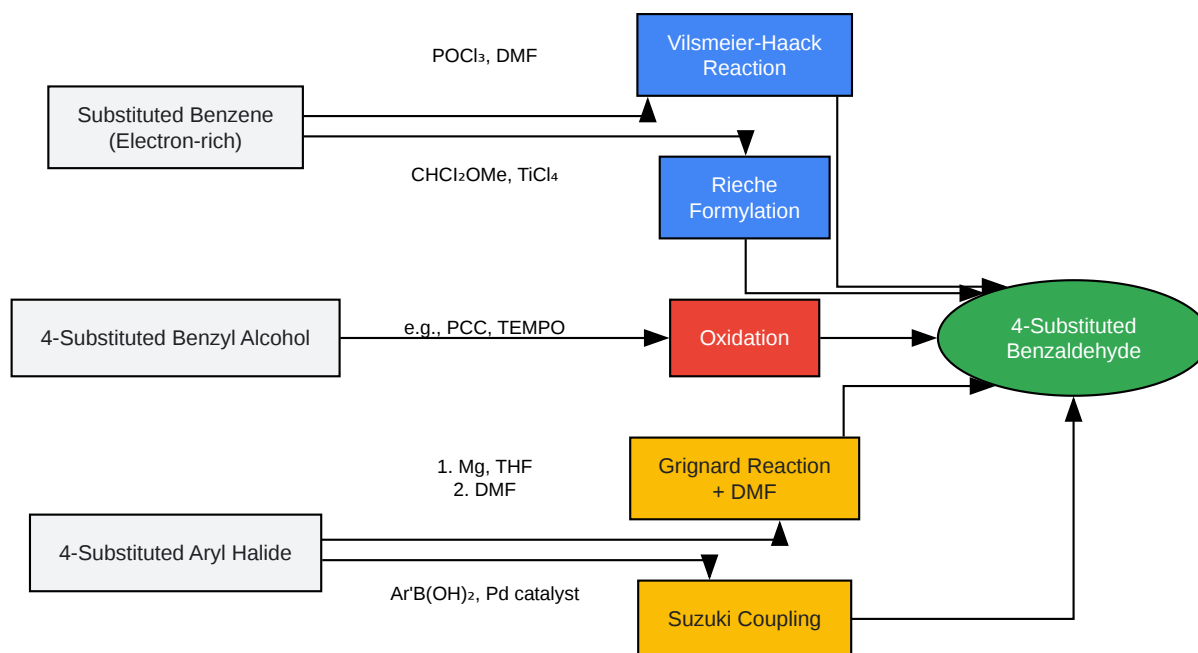 POCl₃, DMF
Vilsmeier-Haack
Reaction
Substituted Benzene
(Electron-rich)
CHCl₂OMe, TiCl₄
Rieche
Formylation
4-Substituted Benzyl Alcohol
e.g., PCC, TEMPO
Oxidation
4-Substituted
Benzaldehyde
1. Mg, THF
2. DMF
Grignard Reaction
+ DMF
4-Substituted Aryl Halide
Ar'B(OH)₂, Pd catalyst
Suzuki Coupling